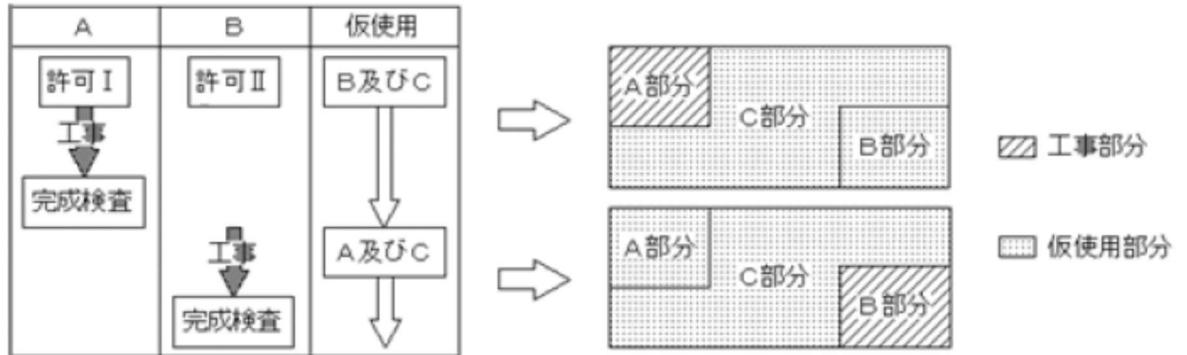 A B 仮使用
許可Ⅰ 許可Ⅱ B及びC
工事
完成検査
工事 A及びC
完成検査
A部分
C部分
B部分
工事部分
A部分
C部分
B部分
仮使用部分